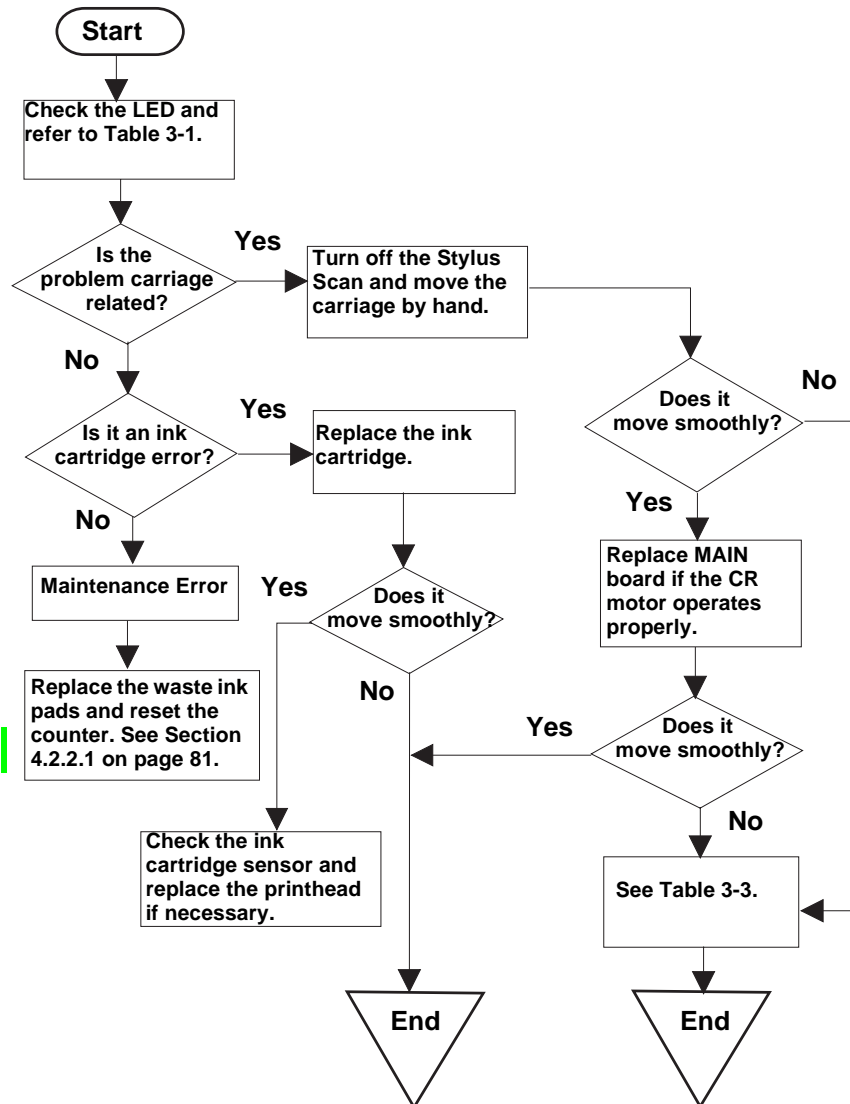 Start
Check the LED and
refer to Table 3-1.
Is the
problem carriage
related?
Yes
Turn off the Stylus
Scan and move the
carriage by hand.
No
Does it
move smoothly?
No
Is it an ink
cartridge error?
Yes
Replace the ink
cartridge.
No
Yes
Maintenance Error
Yes
Does it
move smoothly?
Replace MAIN
board if the CR
motor operates
properly.
Replace the waste ink
pads and reset the
counter. See Section
4.2.2.1 on page 81.
No
Yes
Does it
move smoothly?
No
Check the ink
cartridge sensor and
replace the printhead
if necessary.
See Table 3-3.
End
End